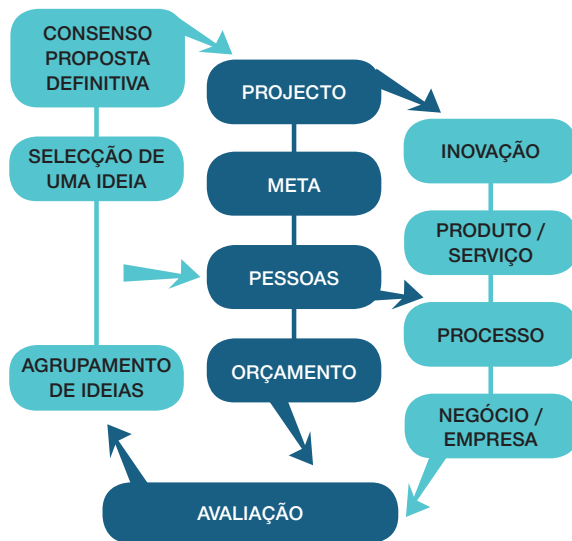 CONSENSO
PROPOSTA
DEFINITIVA
SELECÇÃO DE
UMA IDEIA
AGRUPAMENTO
DE IDEIAS
PROJECTO
META
PESSOAS
ORÇAMENTO
INOVAÇÃO
PRODUTO /
SERVIÇO
PROCESSO
NEGÓCIO /
EMPRESA
AVALIAÇÃO